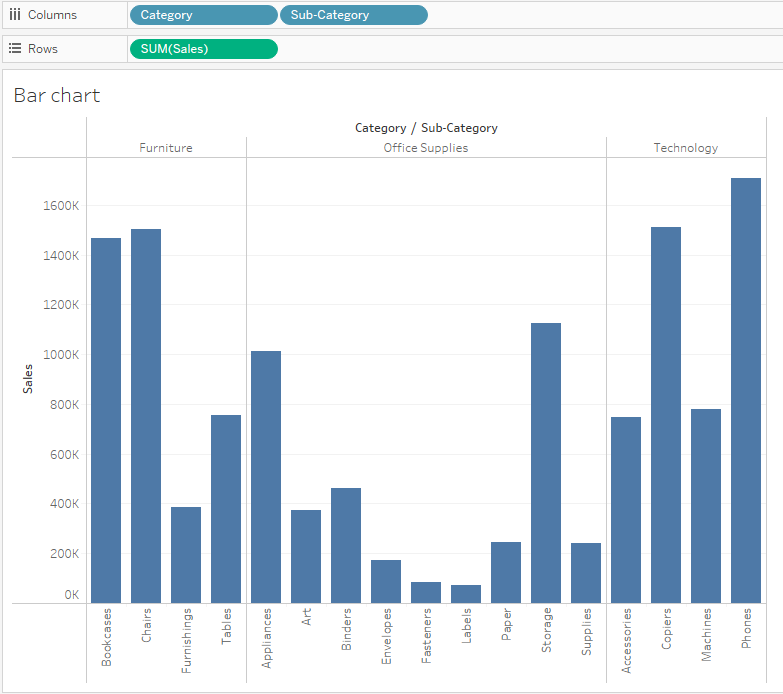 Columns Category Sub-Category
Rows SUM(Sales)
Bar chart
Category / Sub-Category
Furniture Office Supplies Technology
1600K
1400K
1200K
1000K
800K
600K
400K
200K
0K
Sales
Bookcases Chairs Furnishings Tables Appliances Art Binders Envelopes Fasteners Labels Paper Storage Supplies Accessories Copiers Machines Phones